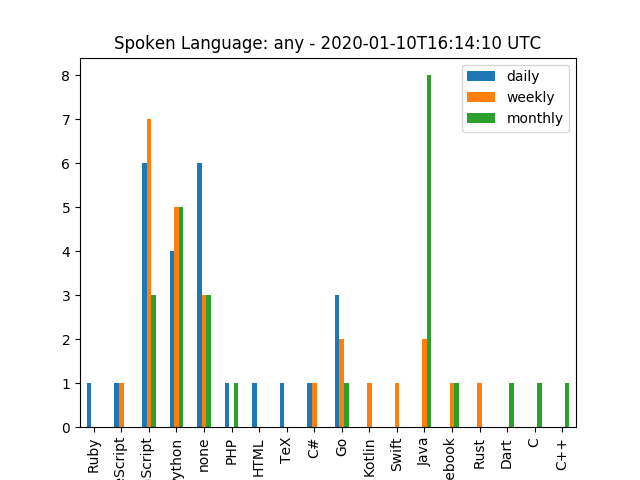 Spoken Language: any - 2020-01-10T16:14:10 UTC
daily
weekly
monthly
8
7
6
5
4
3
2
1
0
Ruby
eScript
Script
ython
none
PHP
HTML
TeX
C#
Go
Kotlin
Swift
Java
ebook
Rust
Dart
C
C++